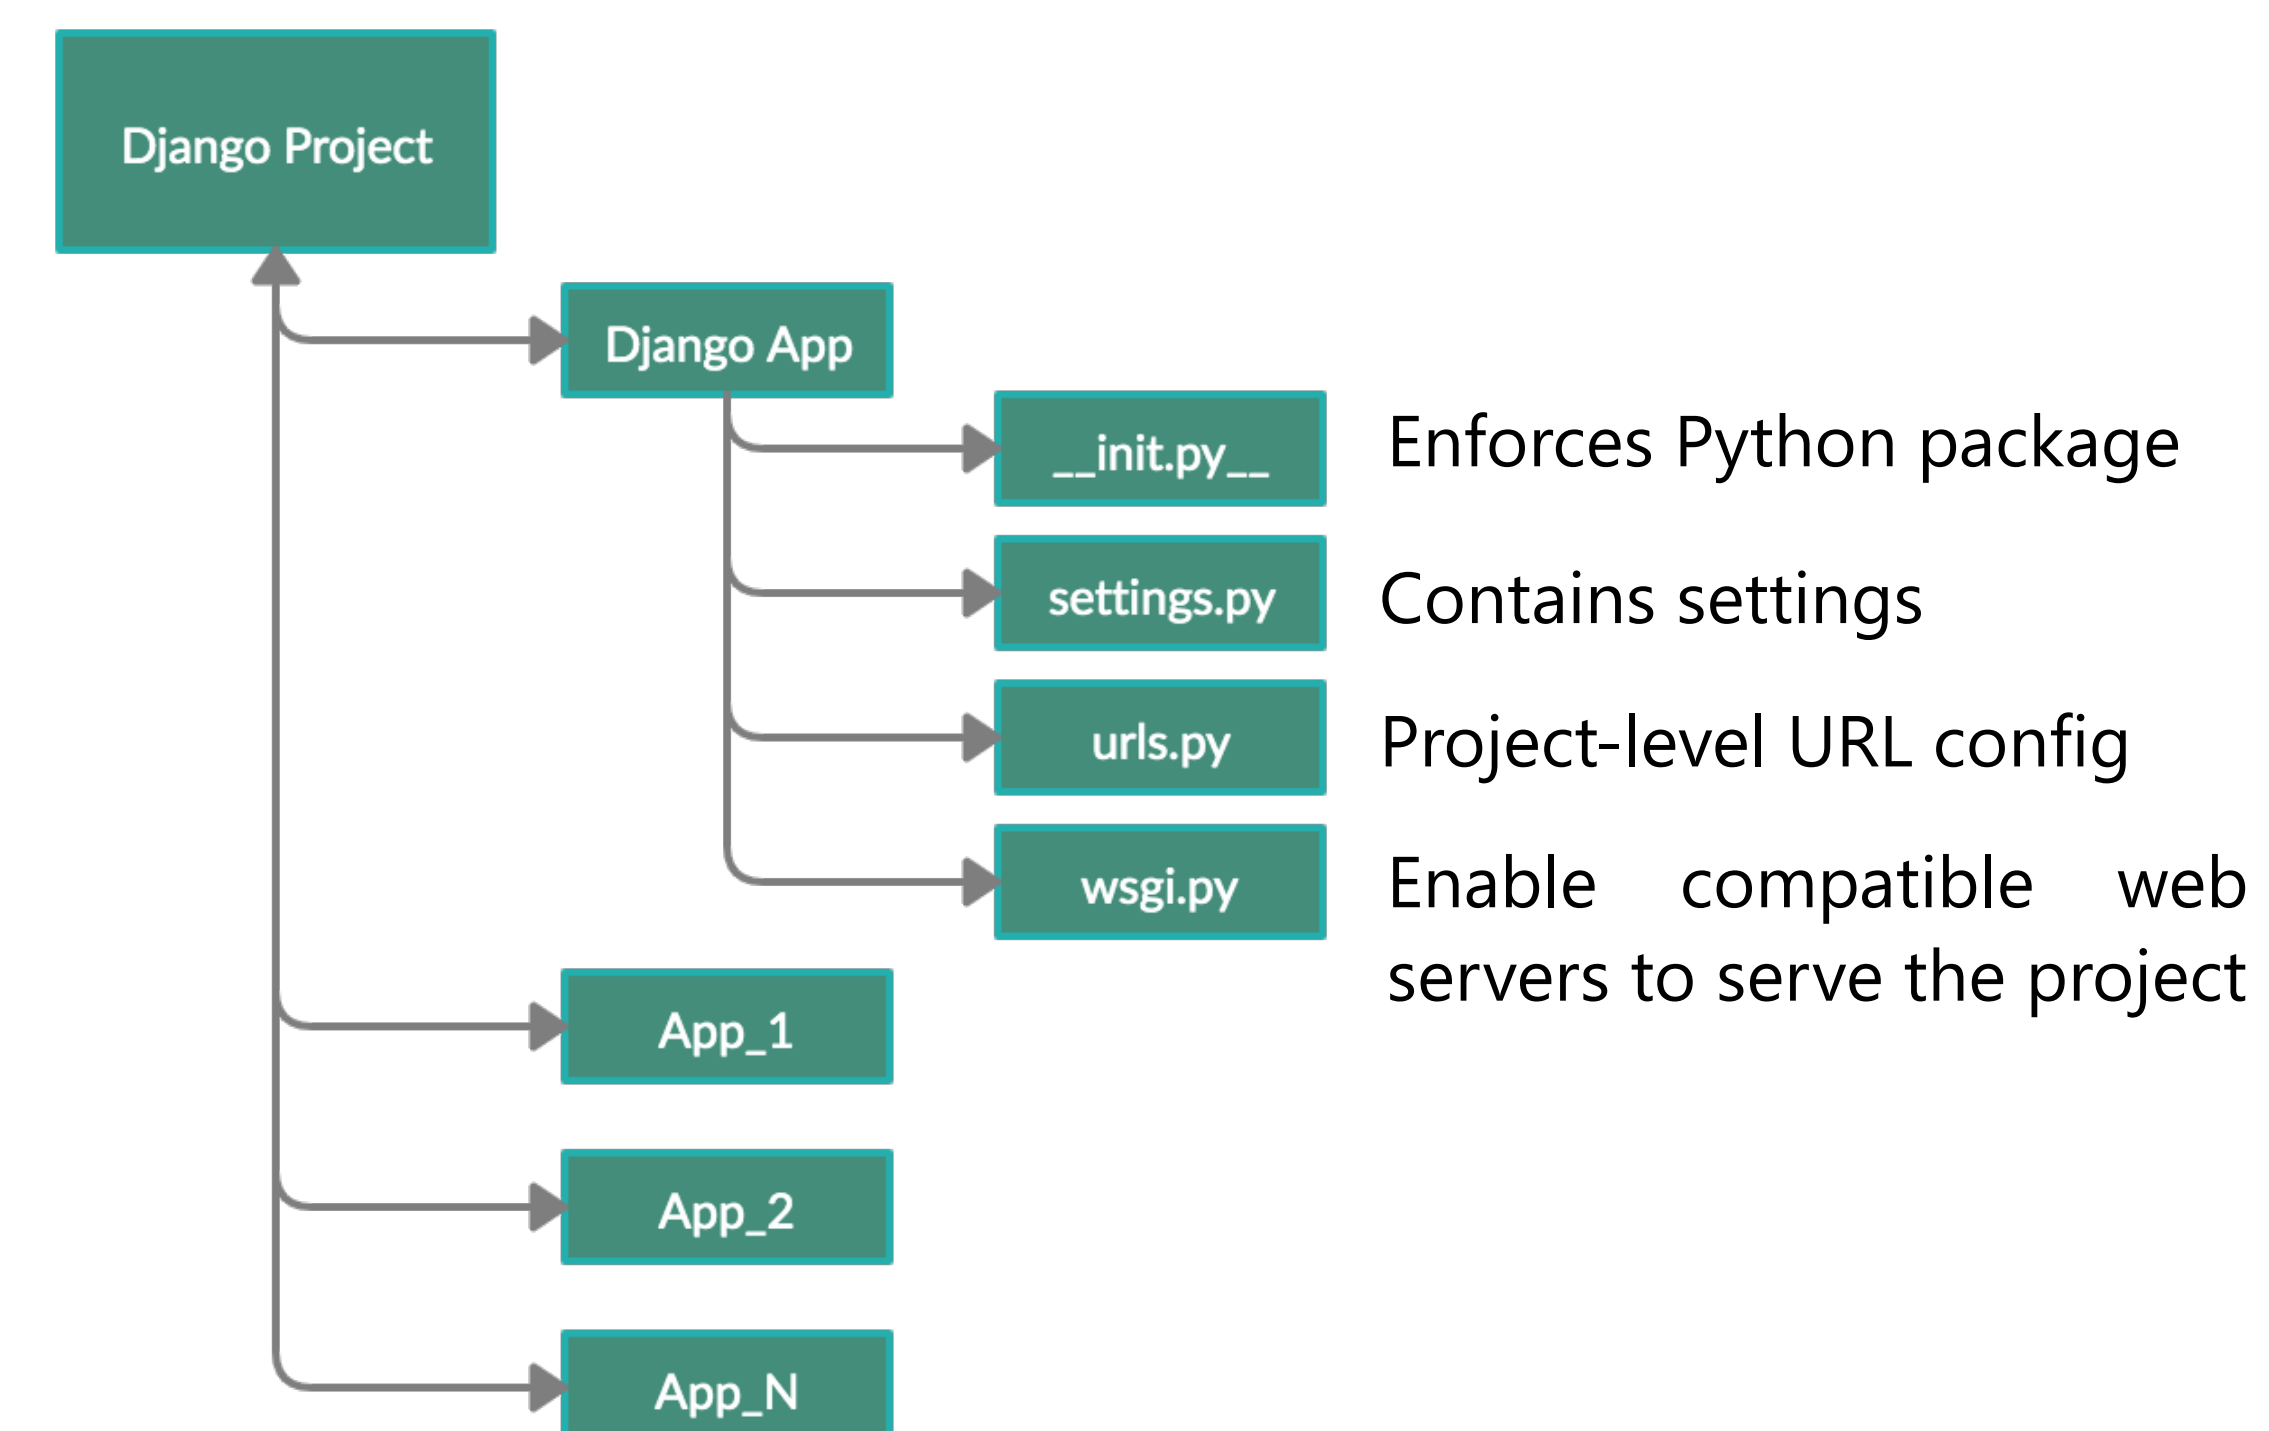 Django Project
Django App
__init.py__
Enforces Python package
settings.py
Contains settings
urls.py
Project-level URL config
wsgi.py
Enable compatible web
servers to serve the project
App_1
App_2
App_N